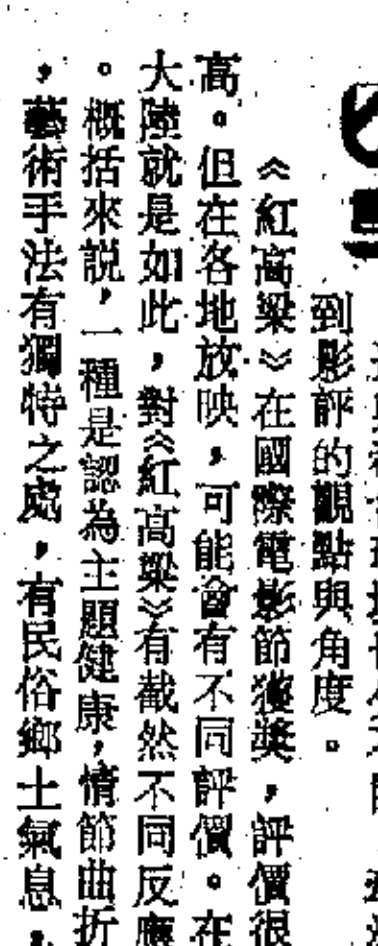 到影評的觀點與角度。
《紅高粱》在國際電影節獲獎，評價很
高。但在各地放映，可能會有不同評價。在
大陸就是如此，對《紅高粱》有截然不同反應
。概括來説，一種是認為主題健康，情節曲折
，藝術手法有獨特之處，有民俗鄉土氣息，